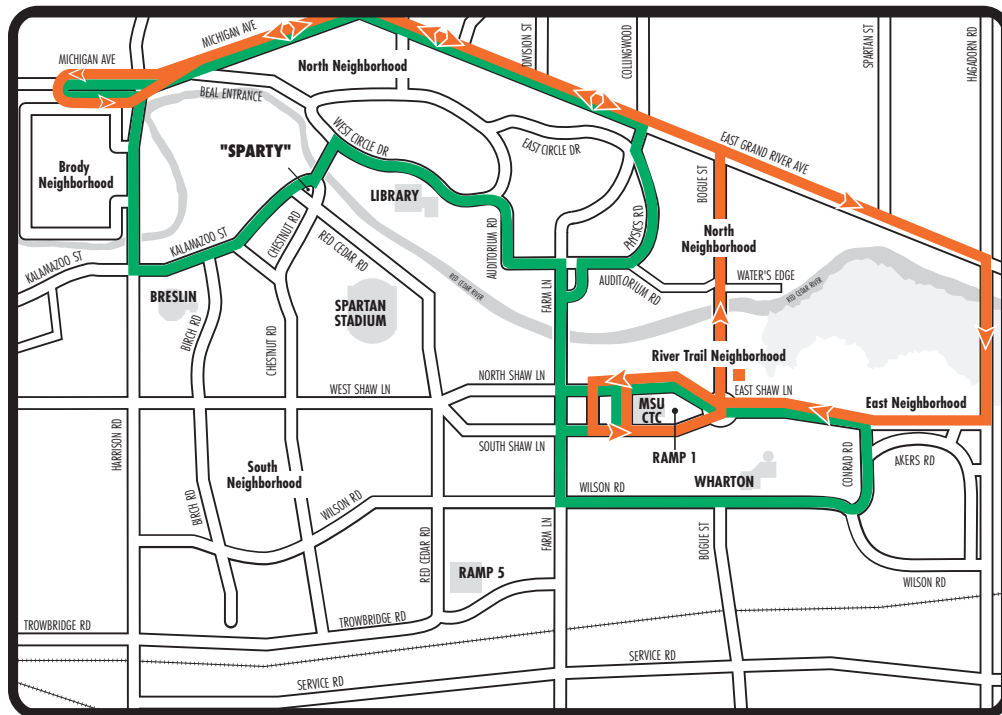 MICHIGAN AVE
MICHIGAN AVE
DIVISION ST
COLLINGWOOD
SPARTAN ST
HAGADORN RD
North Neighborhood
BEAL ENTRANCE
WEST CIRCLE DR
EAST CIRCLE DR
EAST GRAND RIVER AVE
"SPARTY"
Brody
Neighborhood
LIBRARY
BOGUE ST
PHYSICS RD
North
Neighborhood
KALAMAZOO ST
KALAMAZOO ST
CHESTNUT RD
RED CEDAR RD
AUDITORIUM RD
AUDITORIUM RD
WATER'S EDGE
RED CEDAR RIVER
RED CEDAR RIVER
FARM LN
BRESLIN
SPARTAN
STADIUM
BIRCH RD
CHESTNUT RD
River Trail Neighborhood
WEST SHAW LN
NORTH SHAW LN
EAST SHAW LN
East Neighborhood
MSU
CTC
RAMP 1
SOUTH SHAW LN
HARRISON RD
South
Neighborhood
WILSON RD
WILSON RD
WHARTON
CONRAD RD
AKERS RD
BIRCH RD
RED CEDAR RD
FARM LN
BOGUE ST
RAMP 5
WILSON RD
TROWBRIDGE RD
TROWBRIDGE RD
SERVICE RD
SERVICE RD